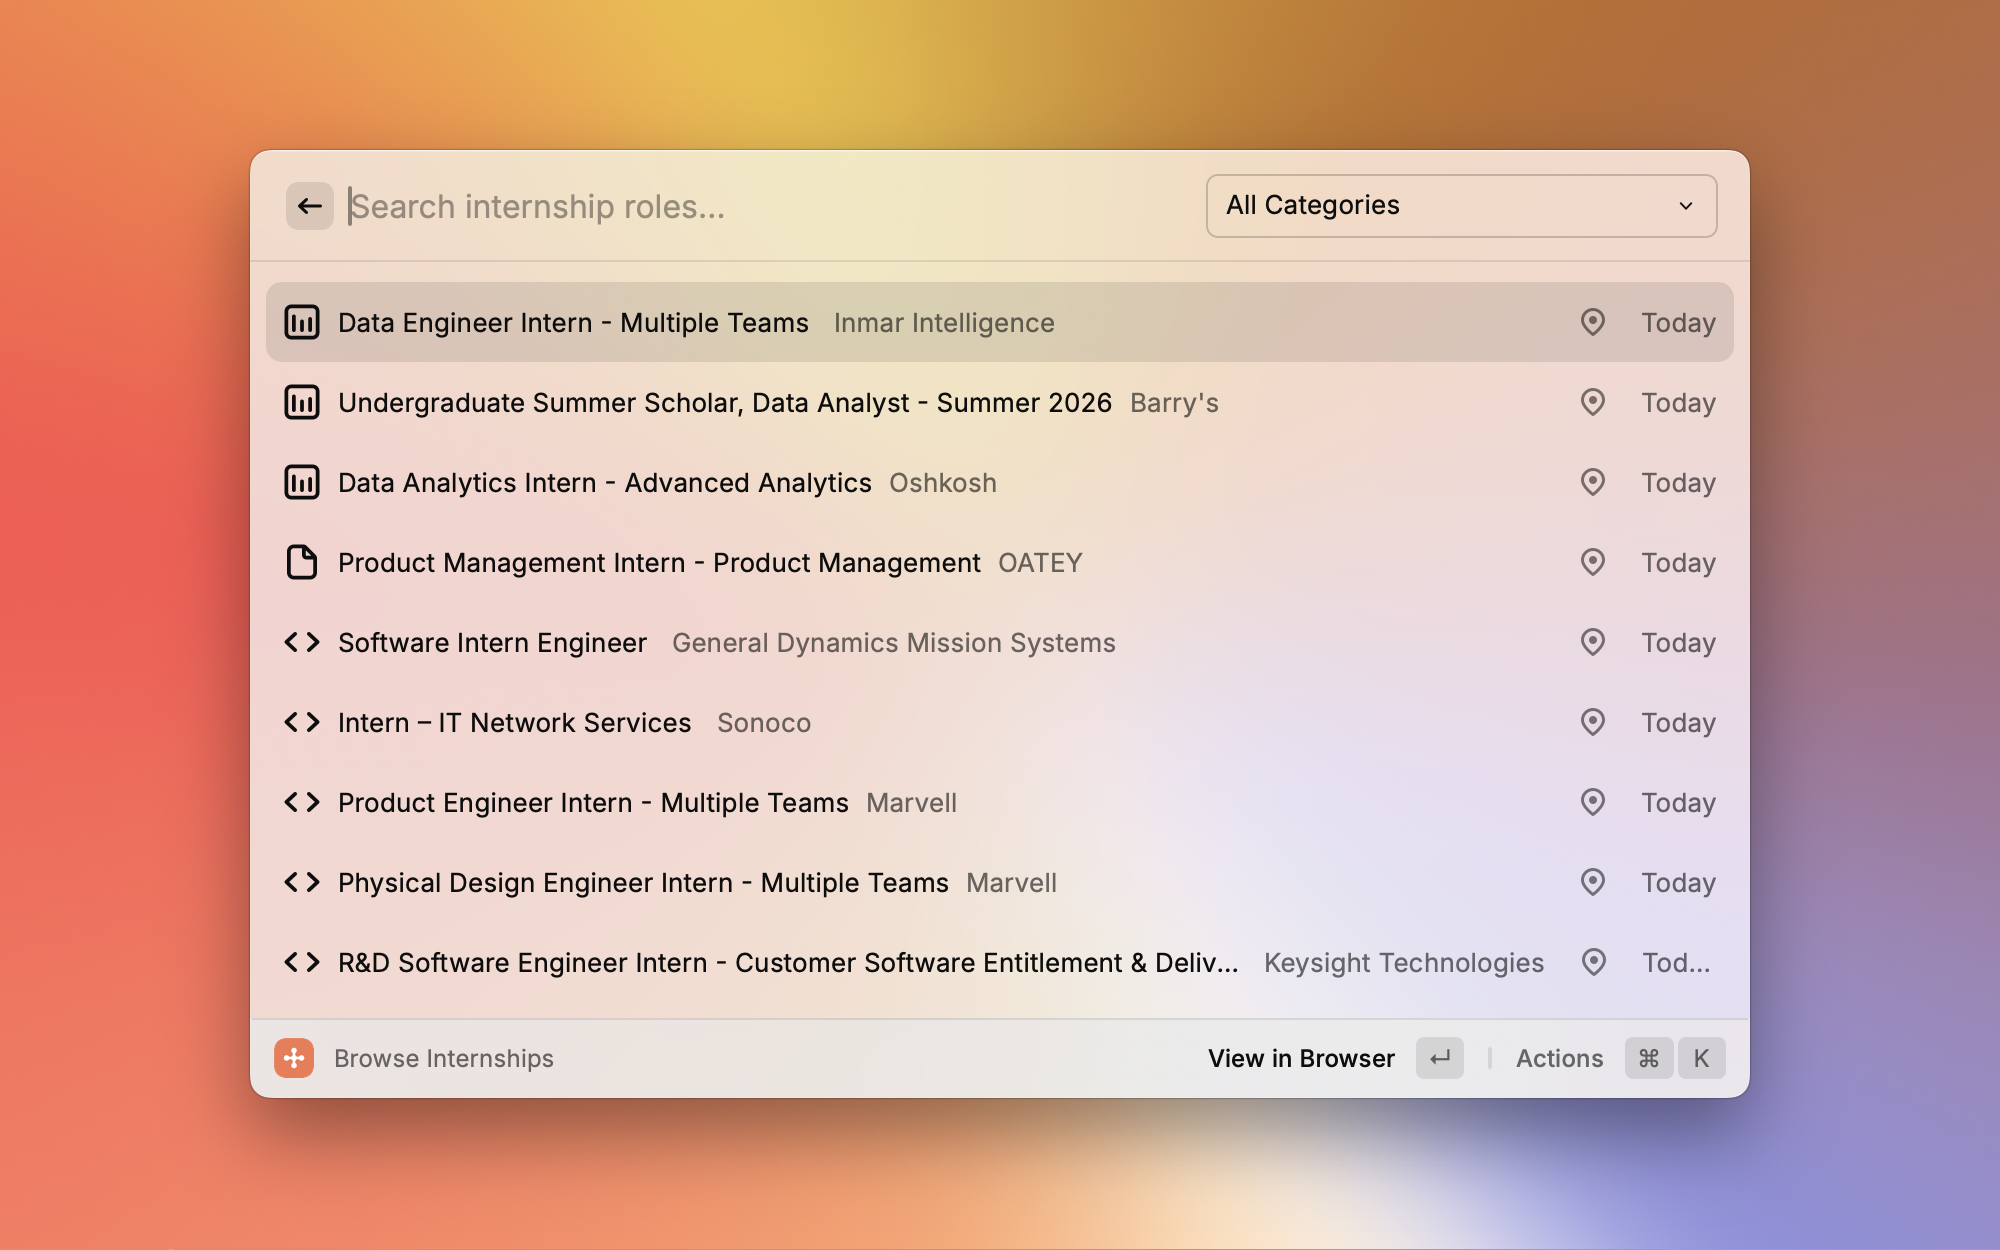 Search internship roles...
All Categories
Data Engineer Intern - Multiple Teams Inmar Intelligence Today
Undergraduate Summer Scholar, Data Analyst - Summer 2026 Barry's Today
Data Analytics Intern - Advanced Analytics Oshkosh Today
Product Management Intern - Product Management OATEY Today
Software Intern Engineer General Dynamics Mission Systems Today
Intern – IT Network Services Sonoco Today
Product Engineer Intern - Multiple Teams Marvell Today
Physical Design Engineer Intern - Multiple Teams Marvell Today
R&D Software Engineer Intern - Customer Software Entitlement & Deliv... Keysight Technologies Tod...
Browse Internships View in Browser ↵ Actions ⌘ K